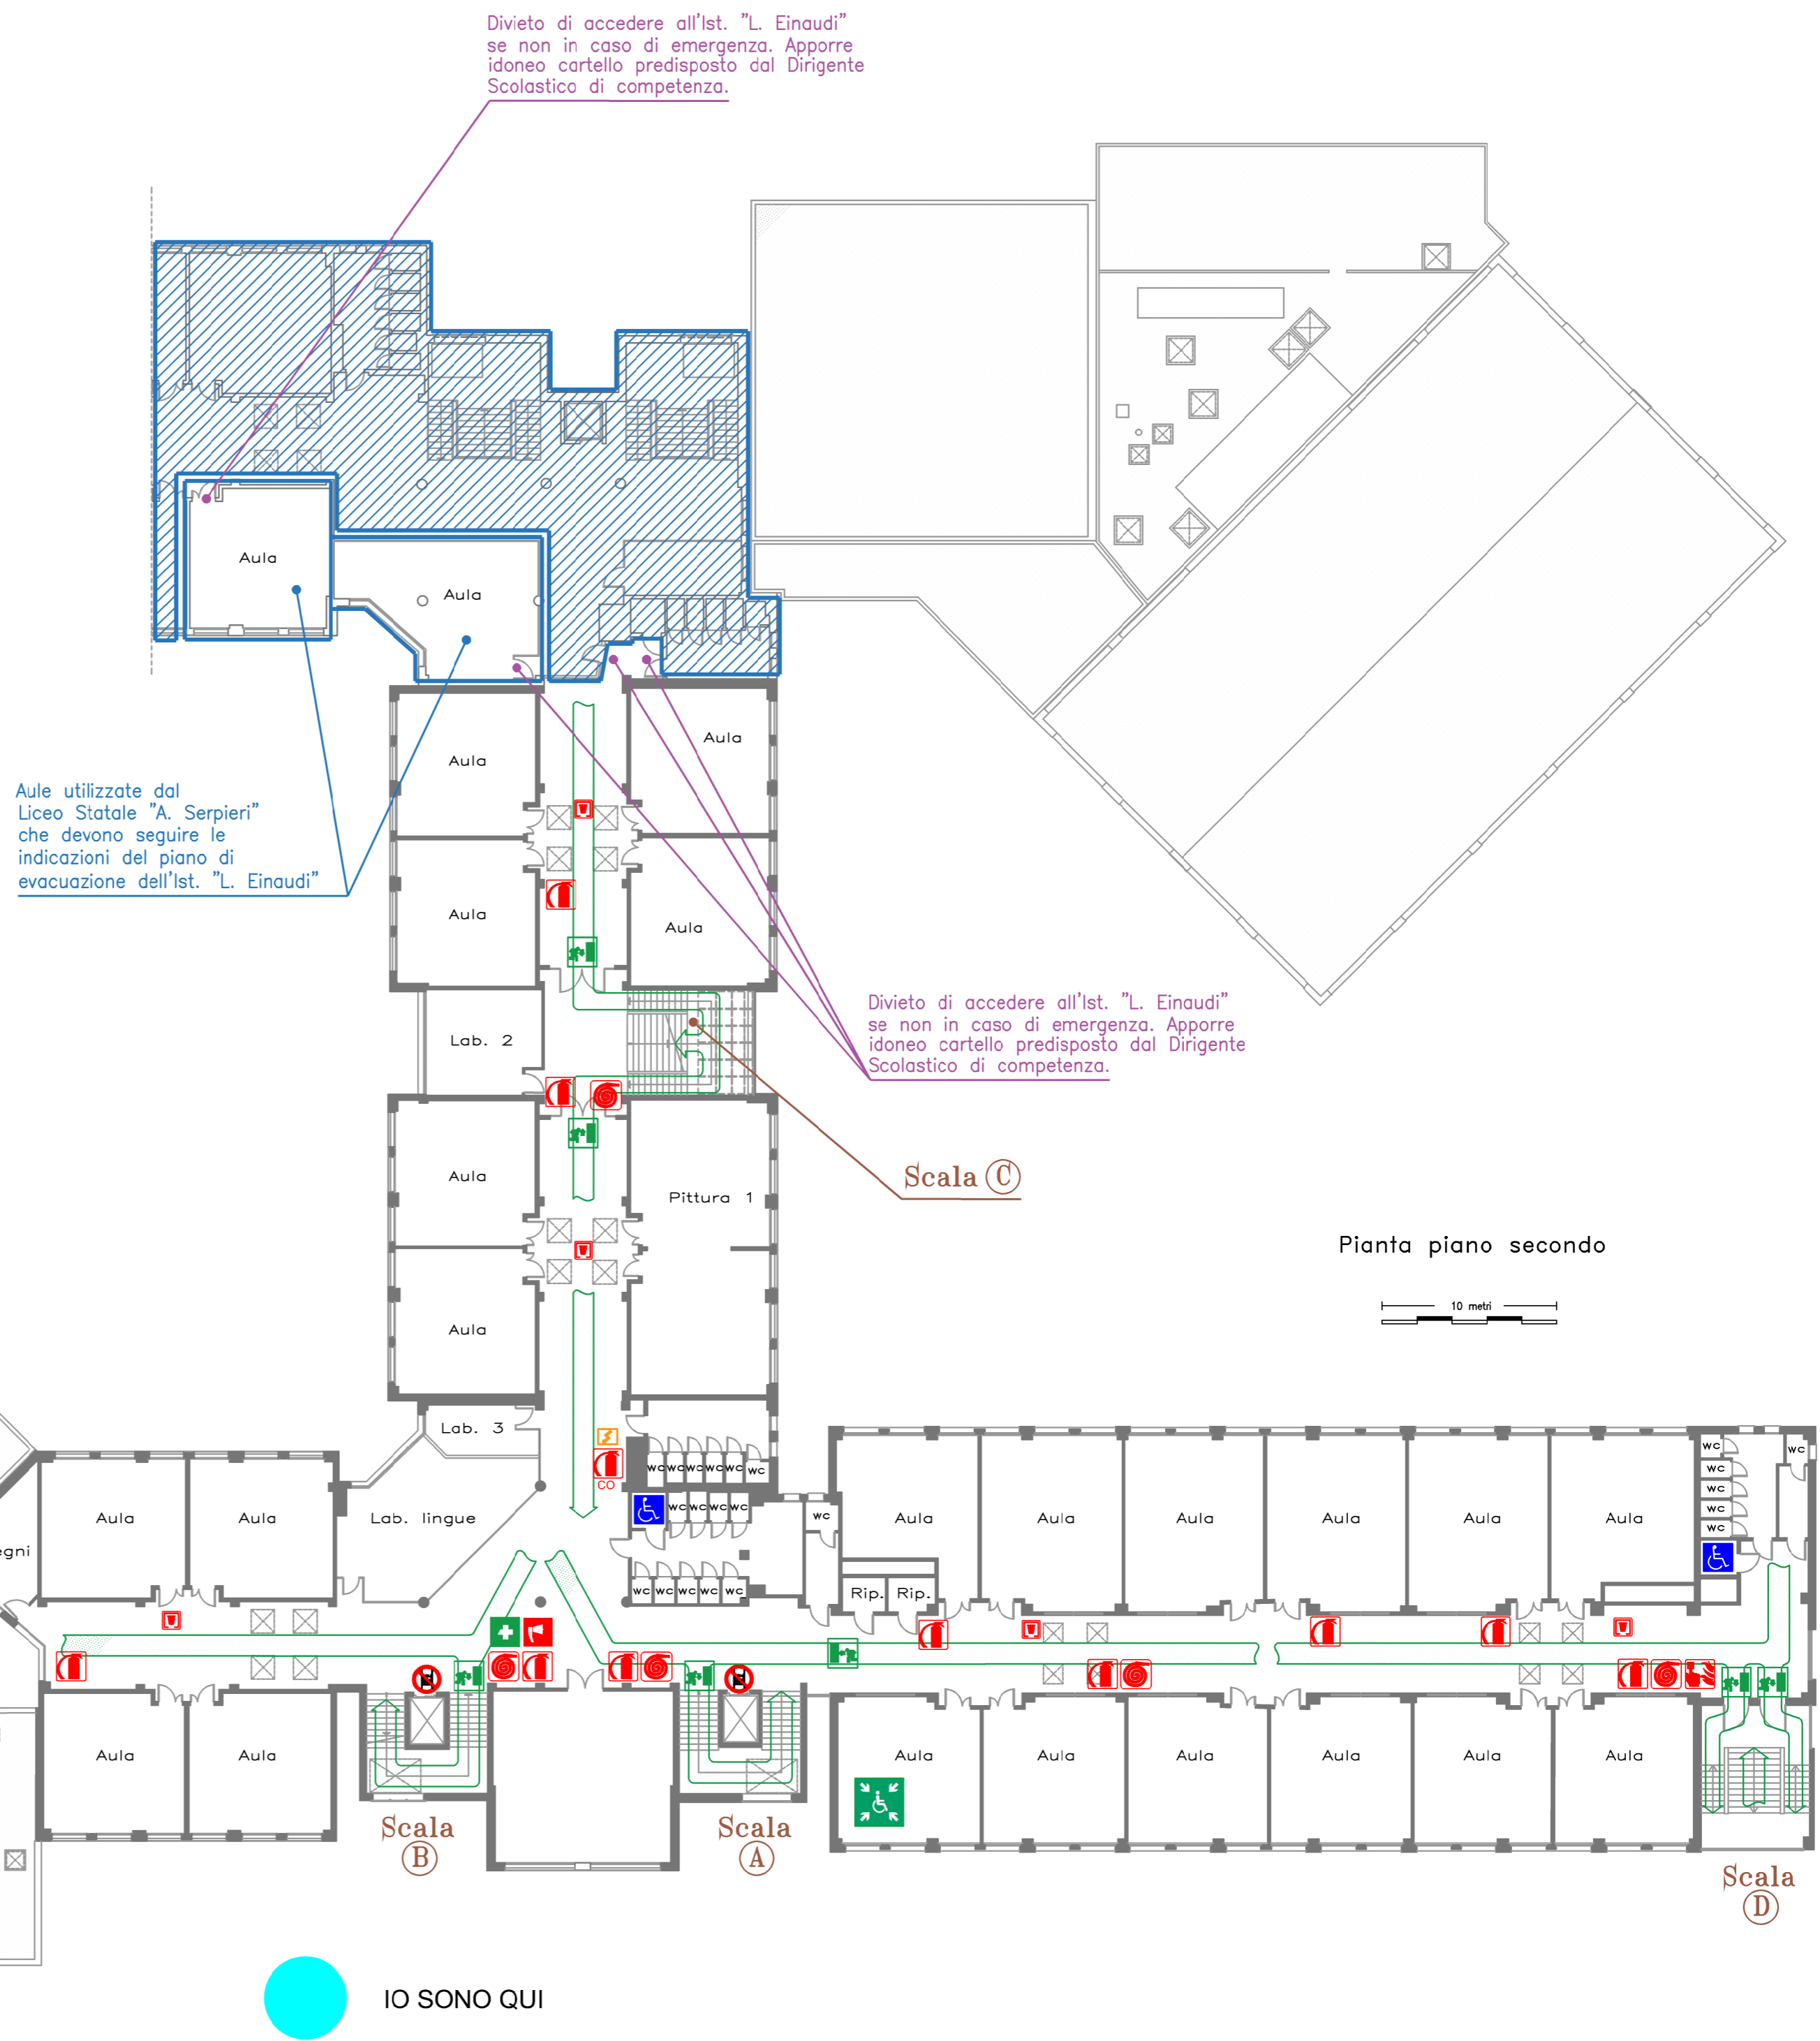 Divieto di accedere all'Ist. "L. Einaudi"
se non in caso di emergenza. Apporre
idoneo cartello predisposto dal Dirigente
Scolastico di competenza.
Aula
Aula
Aula
Aula
Aule utilizzate dal
Liceo Statale "A. Serpieri"
che devono seguire le
indicazioni del piano di
evacuazione dell'Ist. "L. Einaudi"
Aula
Aula
Divieto di accedere all'Ist. "L. Einaudi"
se non in caso di emergenza. Apporre
idoneo cartello predisposto dal Dirigente
Scolastico di competenza.
Lab. 2
Scala C
Aula
Pittura 1
Pianta piano secondo
10 metri
Aula
Lab. 3
CO
wc wc wc wc wc wc
wc wc wc wc
wc
wc wc wc wc wc
Aula
Aula
Lab. lingue
egni
Aula
Aula
Aula
Aula
Aula
Aula
wc
wc
wc
wc
wc
wc
Rip.
Rip.
Aula
Aula
Aula
Aula
Aula
Aula
Aula
Aula
Scala
B
Scala
A
Scala
D
IO SONO QUI